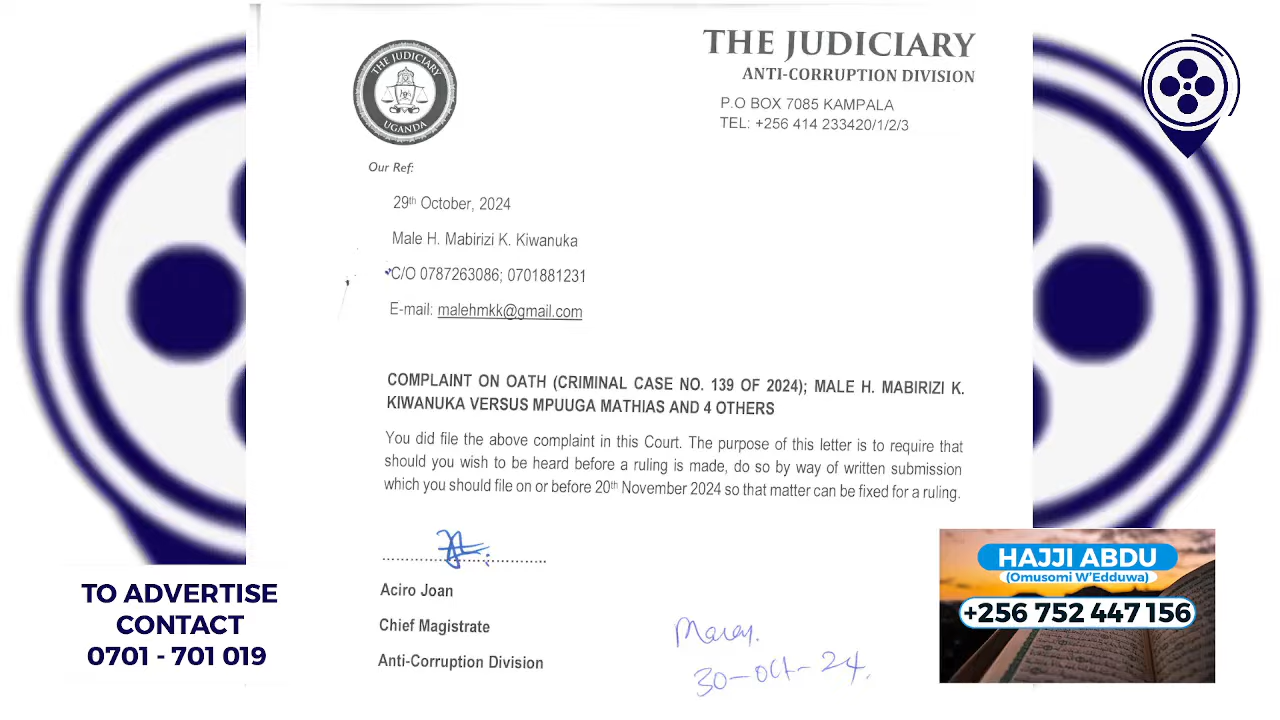 THE JUDICIARY
UGANDA
THE JUDICIARY
ANTI-CORRUPTION DIVISION
P.O BOX 7085 KAMPALA
TEL: +256 414 233420/1/2/3
Our Ref:
29th October, 2024
Male H. Mabirizi K. Kiwanuka
C/O 0787263086; 0701881231
E-mail: malehmkk@gmail.com
COMPLAINT ON OATH (CRIMINAL CASE NO. 139 OF 2024); MALE H. MABIRIZI K.
KIWANUKA VERSUS MPUUGA MATHIAS AND 4 OTHERS
You did file the above complaint in this Court. The purpose of this letter is to require that
should you wish to be heard before a ruling is made, do so by way of written submission
which you should file on or before 20th November 2024 so that matter can be fixed for a ruling.
Aciro Joan
Chief Magistrate
Anti-Corruption Division
30-Oct-24.
TO ADVERTISE
CONTACT
0701 - 701 019
HAJJI ABDU
(Omusomi W'Edduwa)
+256 752 447 156